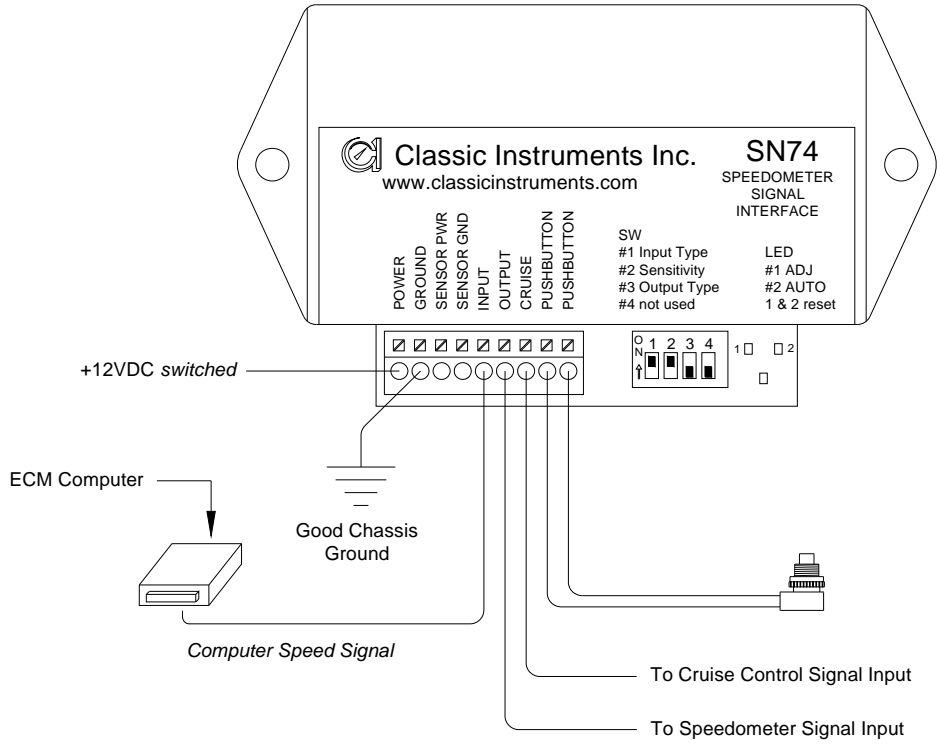 Classic Instruments Inc.
www.classicinstruments.com
SN74
SPEEDOMETER
SIGNAL
INTERFACE
POWER
GROUND
SENSOR PWR
SENSOR GND
INPUT
OUTPUT
CRUISE
PUSHBUTTON
PUSHBUTTON
SW
#1 Input Type
#2 Sensitivity
#3 Output Type
#4 not used
LED
#1 ADJ
#2 AUTO
1 & 2 reset
ON
1 2 3 4
1 2
+12VDC switched
ECM Computer
Good Chassis
Ground
Computer Speed Signal
To Cruise Control Signal Input
To Speedometer Signal Input